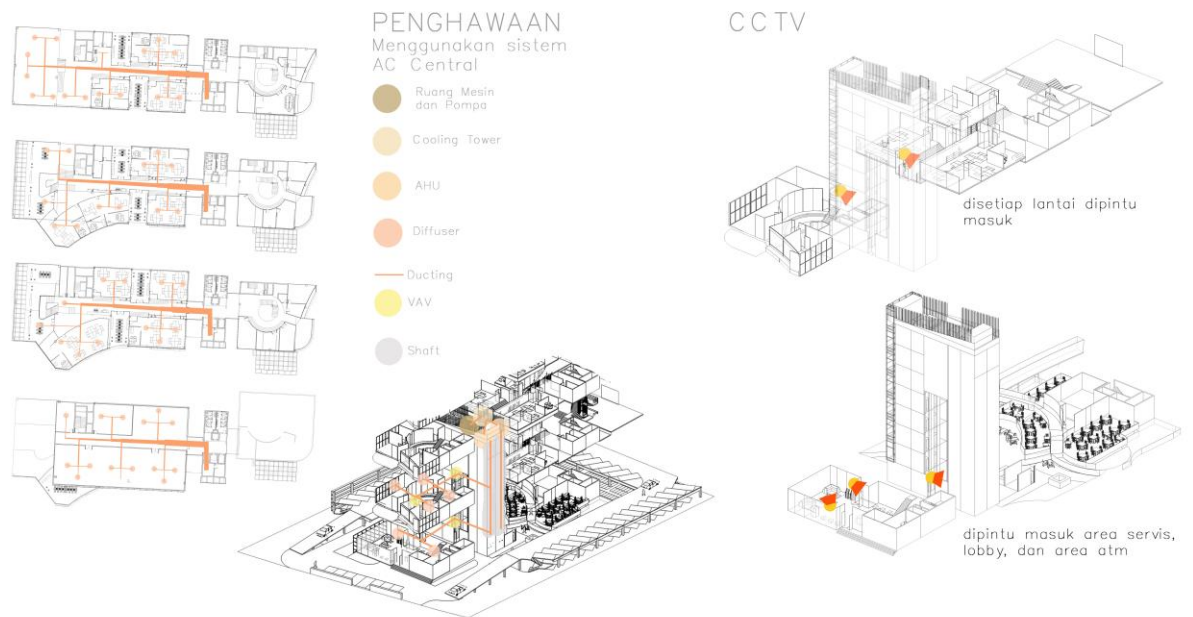 PENGHAWAAN
Menggunakan sistem
AC Central
Ruang Mesin
dan Pompa
Cooling Tower
AHU
Diffuser
Ducting
VAV
Shaft
CCTV
disetiap lantai dipintu
masuk
dipintu masuk area servis,
lobby, dan area atm